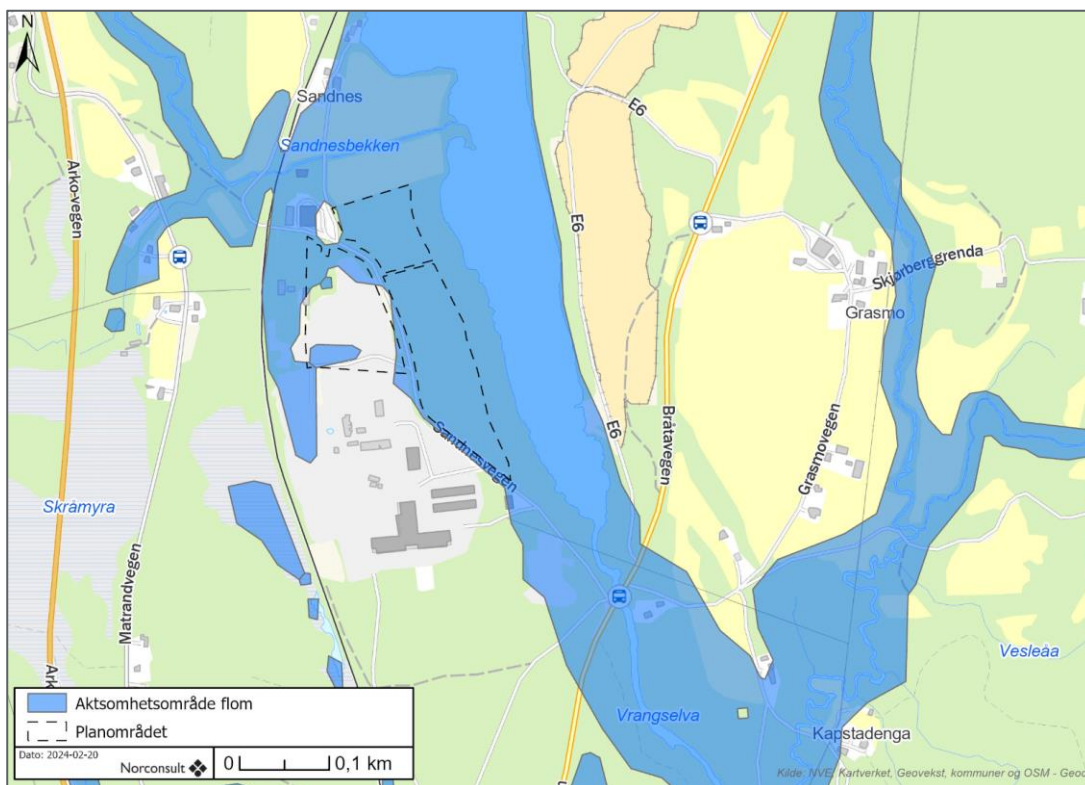 N
Sandnes
Sandnesbekken
Arko-vegen
E6
E6
E6
Skjørberggrenda
Grasmo
Bråtavegen
Grasmovegen
Sandnesvegen
Skråmyra
Matrandvegen
Vesleåa
Vrangselva
Kapstadenga
Aktsomhetsområde flom
Planområdet
Dato: 2024-02-20
Norconsult
0 0,1 km
Kilde: NVE, Kartverket, Geovekst, kommuner og OSM - Geod